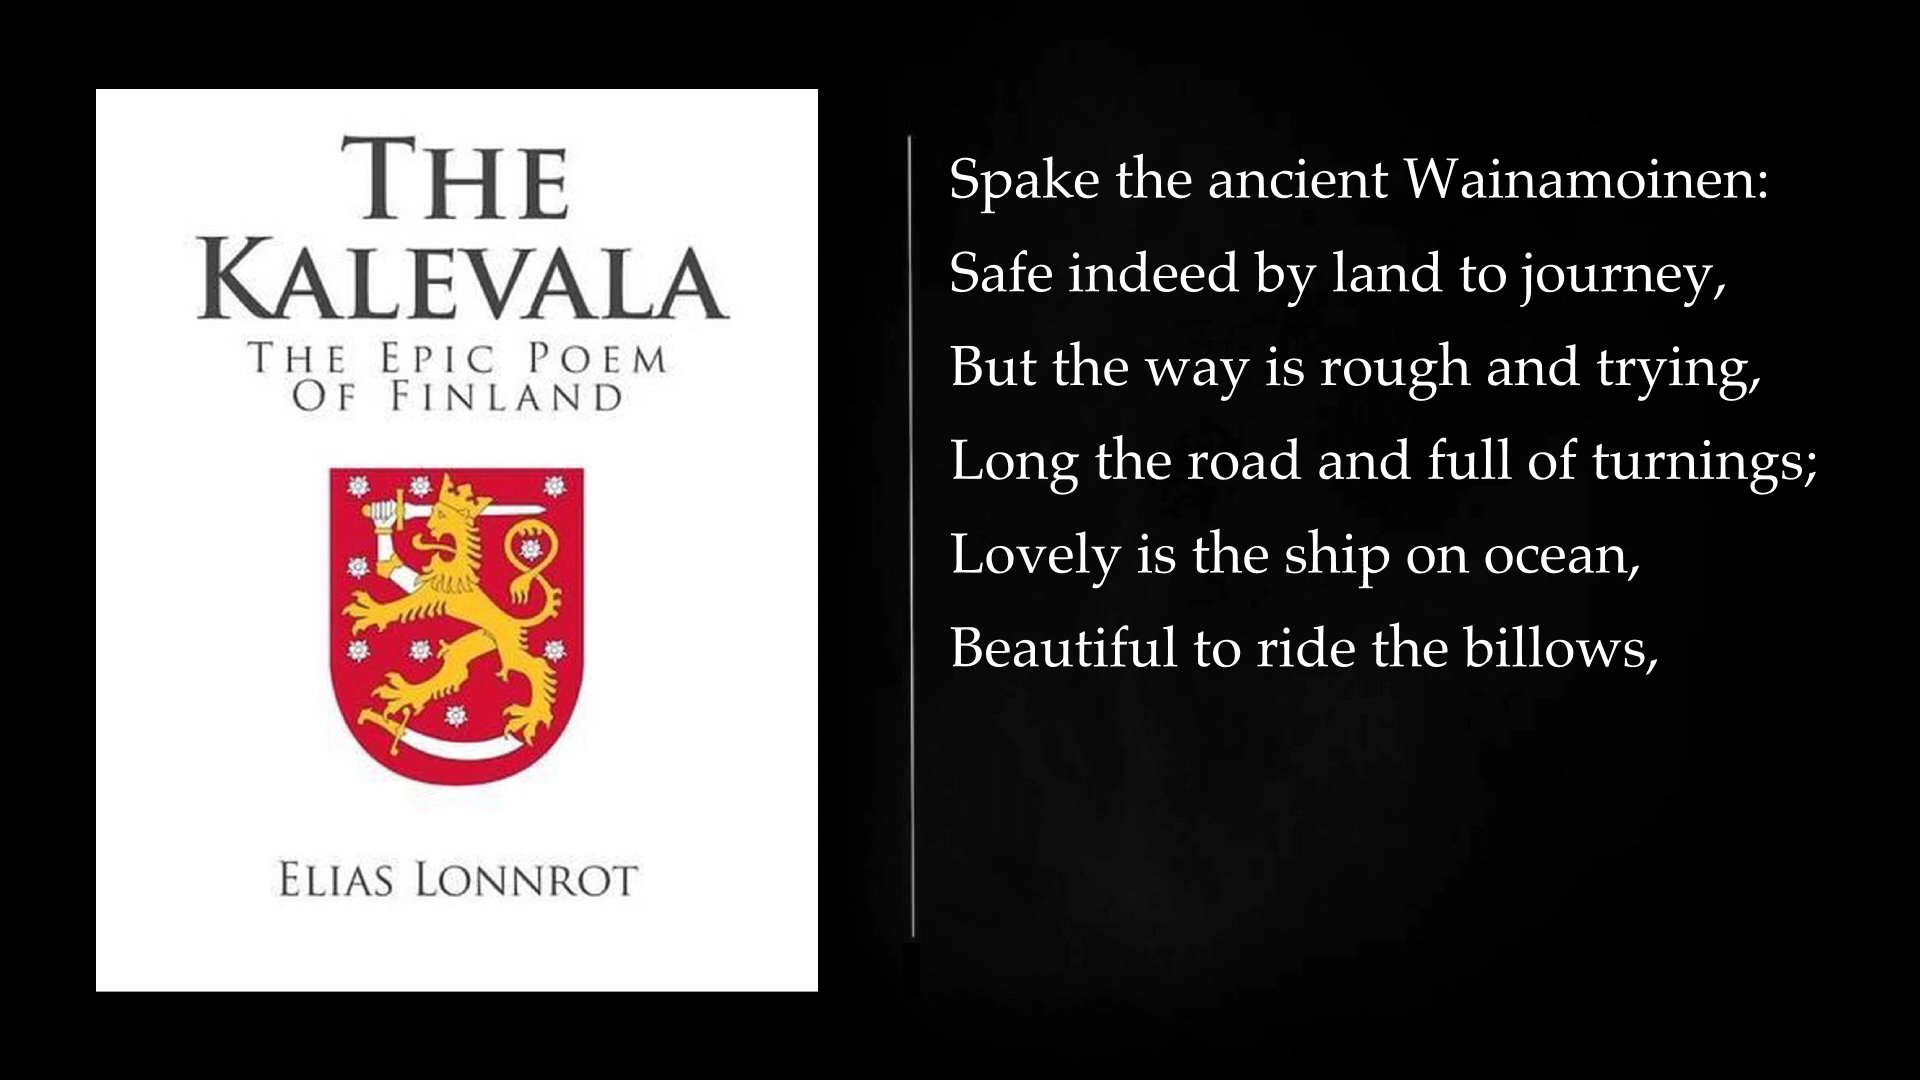 THE
KALEVALA
THE EPIC POEM
OF FINLAND
ELIAS LONNROT
Spake the ancient Wainamoinen:
Safe indeed by land to journey,
But the way is rough and trying,
Long the road and full of turnings;
Lovely is the ship on ocean,
Beautiful to ride the billows,